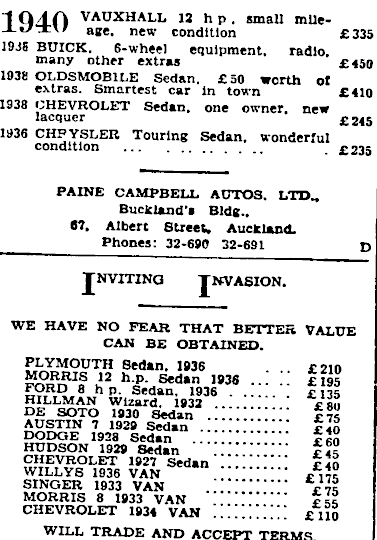 1940 VAUXHALL 12 h p, small mile-
age, new condition £335
1938 BUICK, 6-wheel equipment, radio,
many other extras £450
1938 OLDSMOBILE Sedan, £50 worth of
extras. Smartest car in town £410
1938 CHEVROLET Sedan, one owner, new
lacquer £245
1936 CHRYSLER Touring Sedan, wonderful
condition ... .. .. .. . . £235
PAINE CAMPBELL AUTOS. LTD.,
Buckland's Bldg.,
67, Albert Street, Auckland.
Phones: 32-690 32-691 D
INVITING INVASION.
WE HAVE NO FEAR THAT BETTER VALUE
CAN BE OBTAINED.
PLYMOUTH Sedan, 1936 . .. £210
MORRIS 12 h.p. Sedan 1936 ... .. £195
FORD 8 h p. Sedan, 1936 . ...... £135
HILLMAN Wizard, 1932 .......... £80
DE SOTO 1930 Sedan .......... £75
AUSTIN 7 1929 Sedan .......... £40
DODGE 1928 Sedan .......... £60
HUDSON 1929 Sedan .......... £45
CHEVROLET 1927 Sedan .......... £40
WILLYS 1936 VAN .......... £175
SINGER 1933 VAN .......... £75
MORRIS 8 1933 VAN .......... £55
CHEVROLET 1934 VAN .......... £110
WILL TRADE AND ACCEPT TERMS.